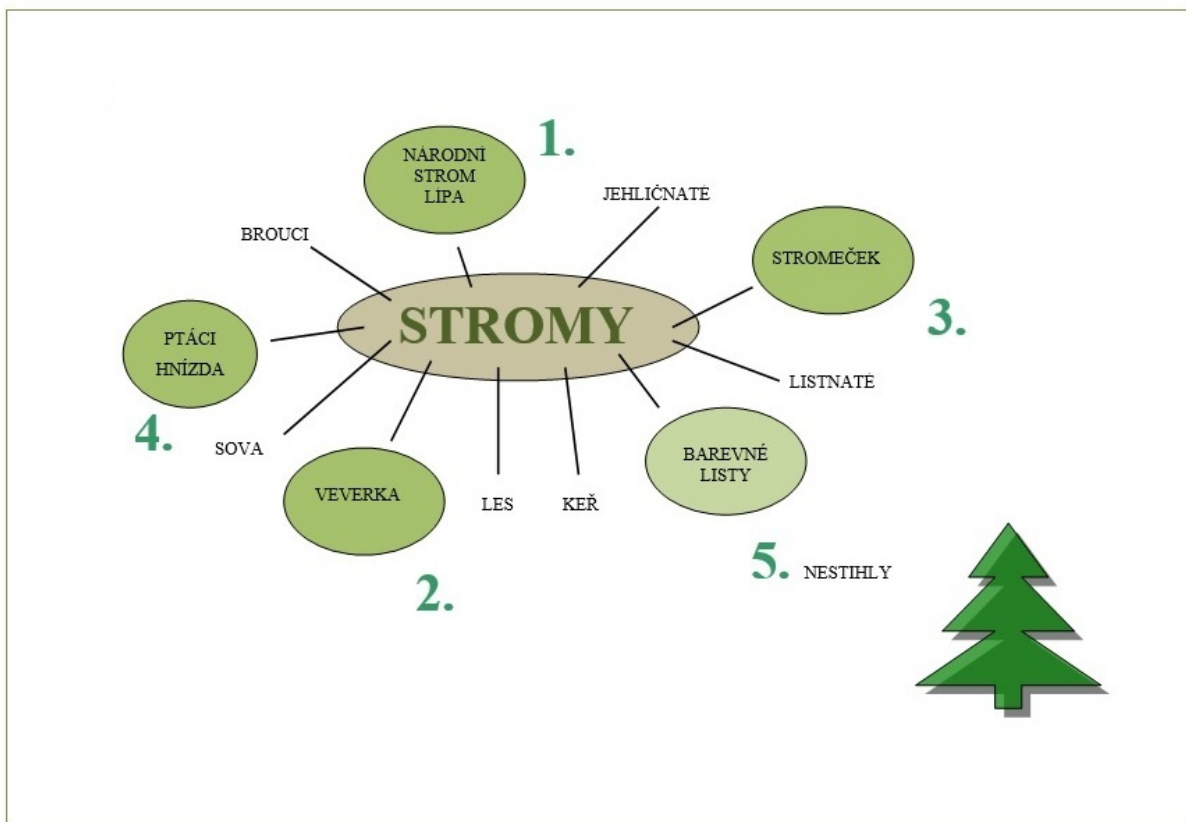 1.
NÁRODNÍ
STROM
LÍPA
JEHLIČNATÉ
BROUCI
STROMEČEK
3.
STROMY
PTÁCI
HNÍZDA
4.
LISTNATÉ
SOVA
BAREVNÉ
LISTY
VEVERKA
LES
KEŘ
5. NESTIHLY
2.